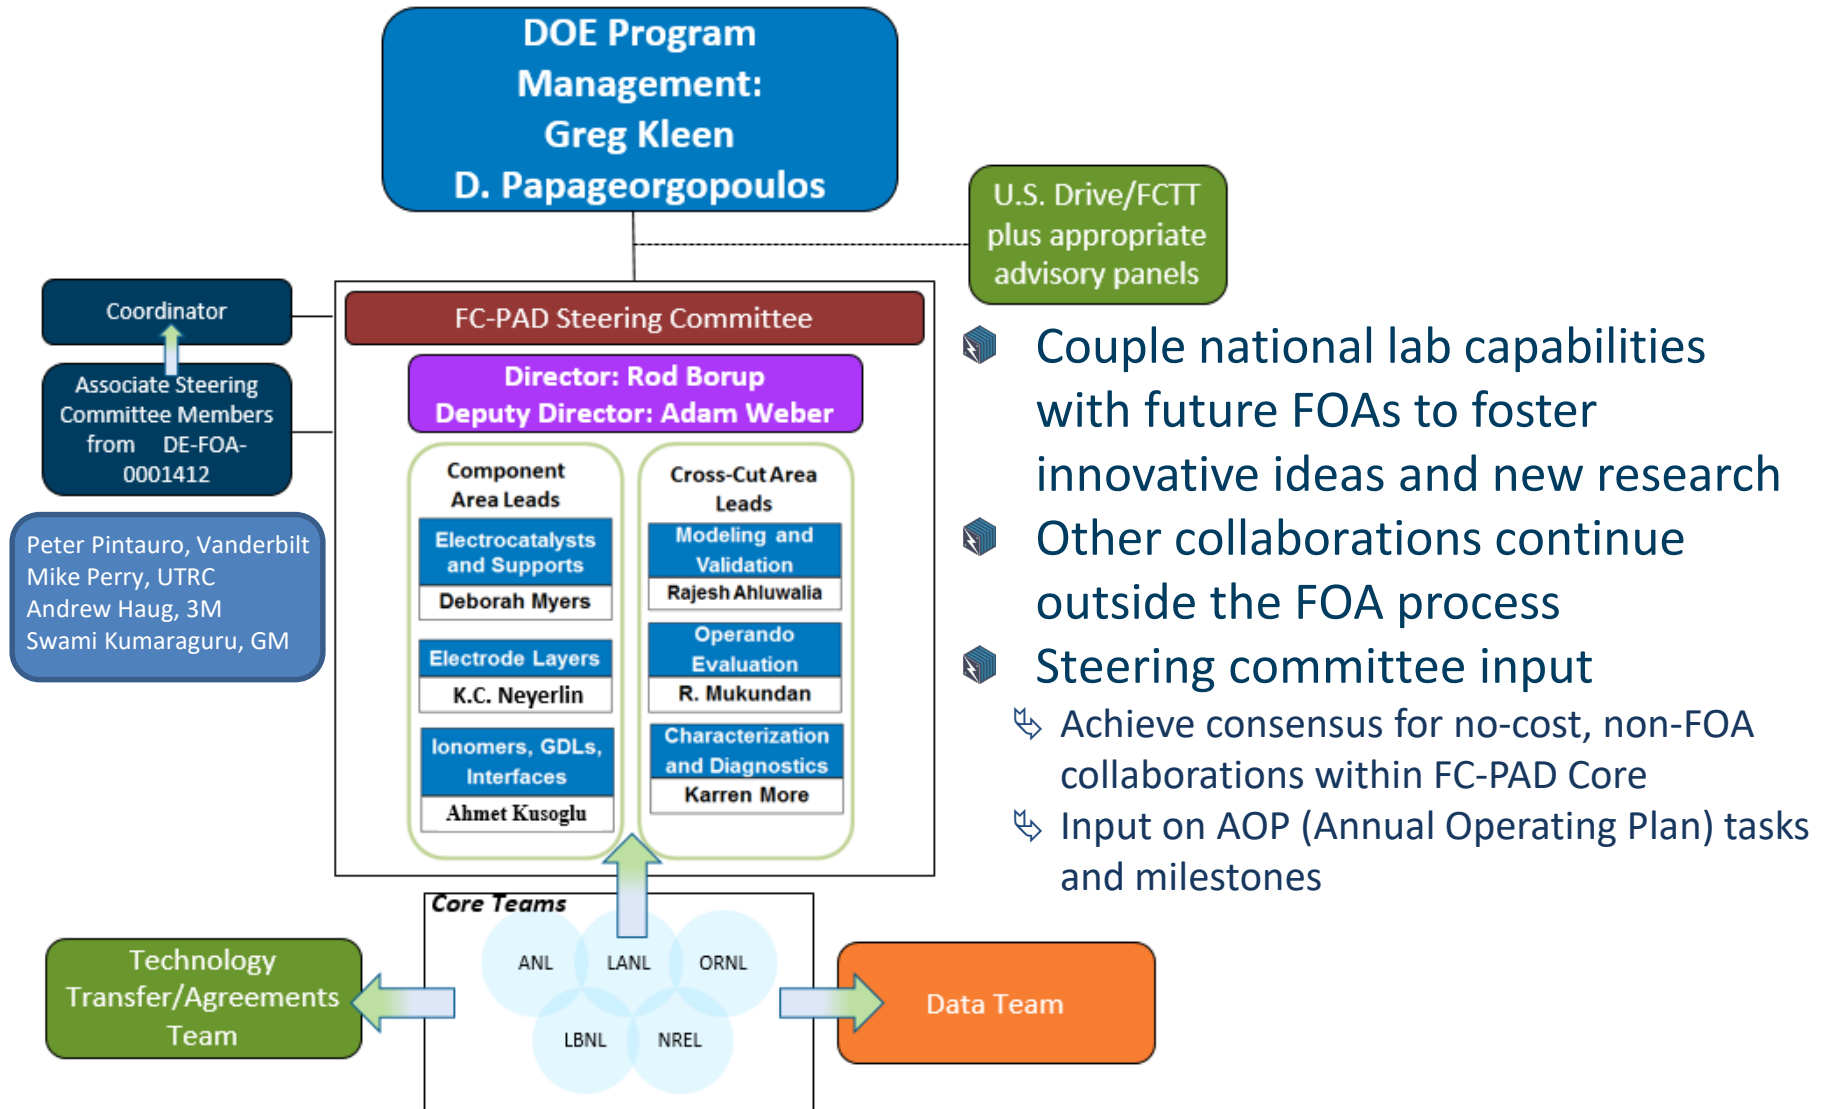 DOE Program
Management:
Greg Kleen
D. Papageorgopoulos
U.S. Drive/FCTT
plus appropriate
advisory panels
Coordinator
Associate Steering
Committee Members
from DE-FOA-
0001412
Peter Pintauro, Vanderbilt
Mike Perry, UTRC
Andrew Haug, 3M
Swami Kumaraguru, GM
FC-PAD Steering Committee
Director: Rod Borup
Deputy Director: Adam Weber
Component
Area Leads
Electrocatalysts
and Supports
Deborah Myers
Electrode Layers
K.C. Neyerlin
Ionomers, GDLs,
Interfaces
Ahmet Kusoglu
Cross-Cut Area
Leads
Modeling and
Validation
Rajesh Ahluwalia
Operando
Evaluation
R. Mukundan
Characterization
and Diagnostics
Karren More
Couple national lab capabilities
with future FOAs to foster
innovative ideas and new research
Other collaborations continue
outside the FOA process
Steering committee input
Achieve consensus for no-cost, non-FOA
collaborations within FC-PAD Core
Input on AOP (Annual Operating Plan) tasks
and milestones
Core Teams
ANL
LANL
ORNL
LBNL
NREL
Technology
Transfer/Agreements
Team
Data Team